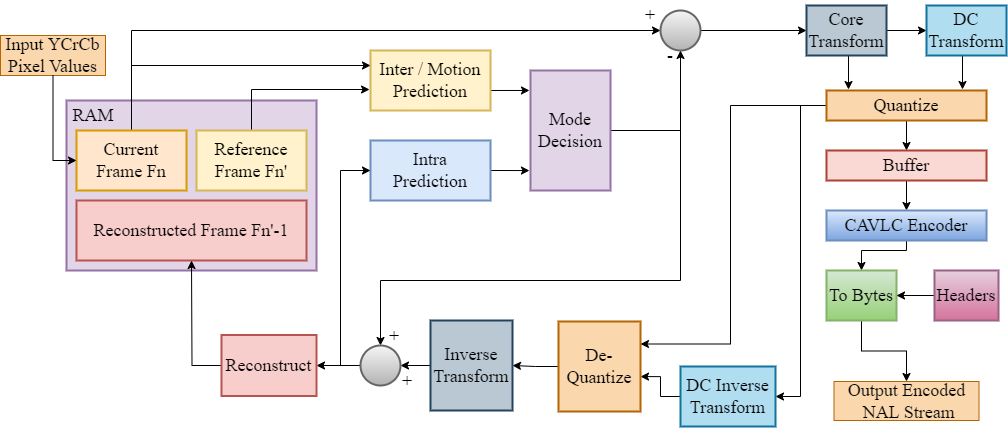 +
Core
Transform
DC
Transform
Input YCrCb
Pixel Values
-
Inter / Motion
Prediction
Quantize
RAM
Mode
Decision
Current
Frame Fn
Reference
Frame Fn'
Intra
Prediction
Buffer
Reconstructed Frame Fn'-1
CAVLC Encoder
To Bytes
Headers
+
Reconstruct
+
Inverse
Transform
De-
Quantize
DC Inverse
Transform
Output Encoded
NAL Stream